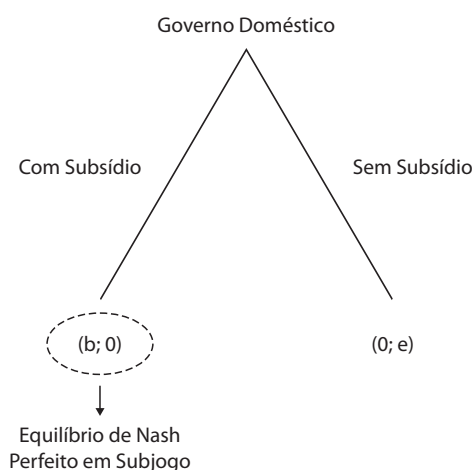 Governo Doméstico
Com Subsídio
Sem Subsídio
(b; 0)
(0; e)
Equilíbrio de Nash
Perfeito em Subjogo